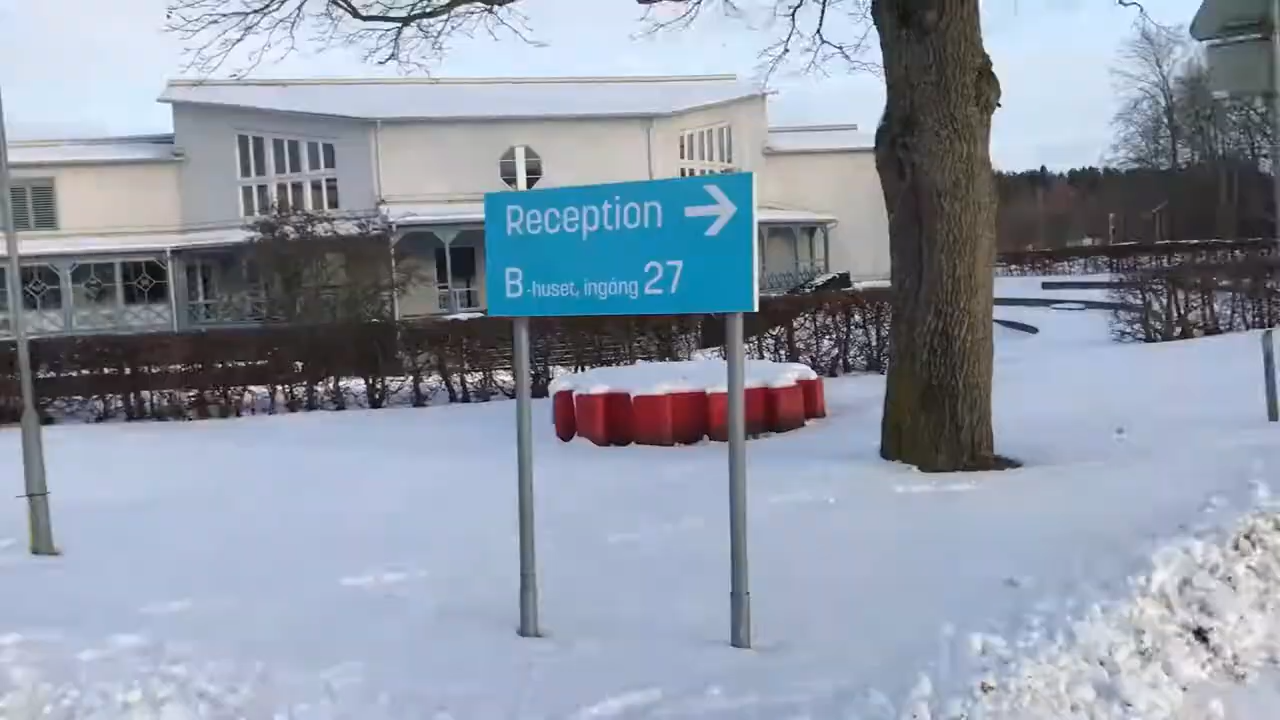 Reception →
B-huset, ingång 27